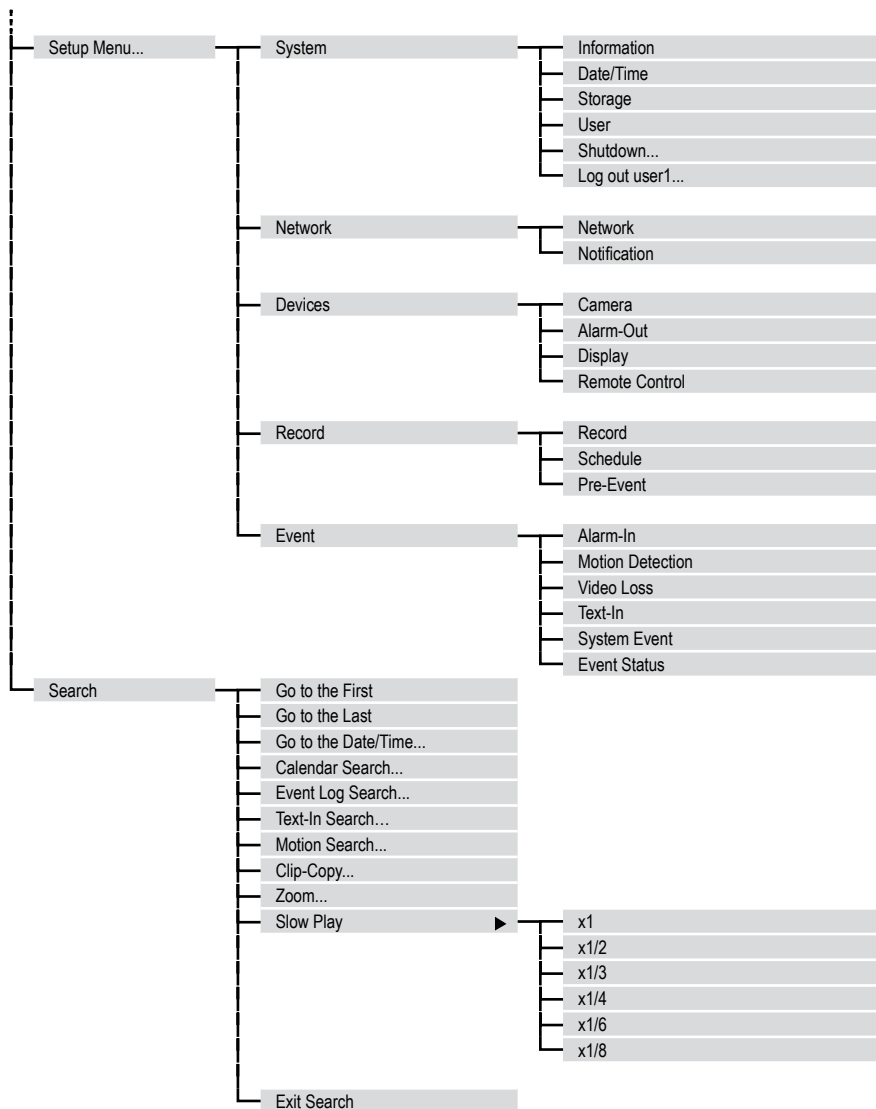 Setup Menu...
System
Information
Date/Time
Storage
User
Shutdown...
Log out user1...
Network
Network
Notification
Devices
Camera
Alarm-Out
Display
Remote Control
Record
Record
Schedule
Pre-Event
Event
Alarm-In
Motion Detection
Video Loss
Text-In
System Event
Event Status
Search
Go to the First
Go to the Last
Go to the Date/Time...
Calendar Search...
Event Log Search...
Text-In Search…
Motion Search...
Clip-Copy...
Zoom...
Slow Play
x1
x1/2
x1/3
x1/4
x1/6
x1/8
Exit Search